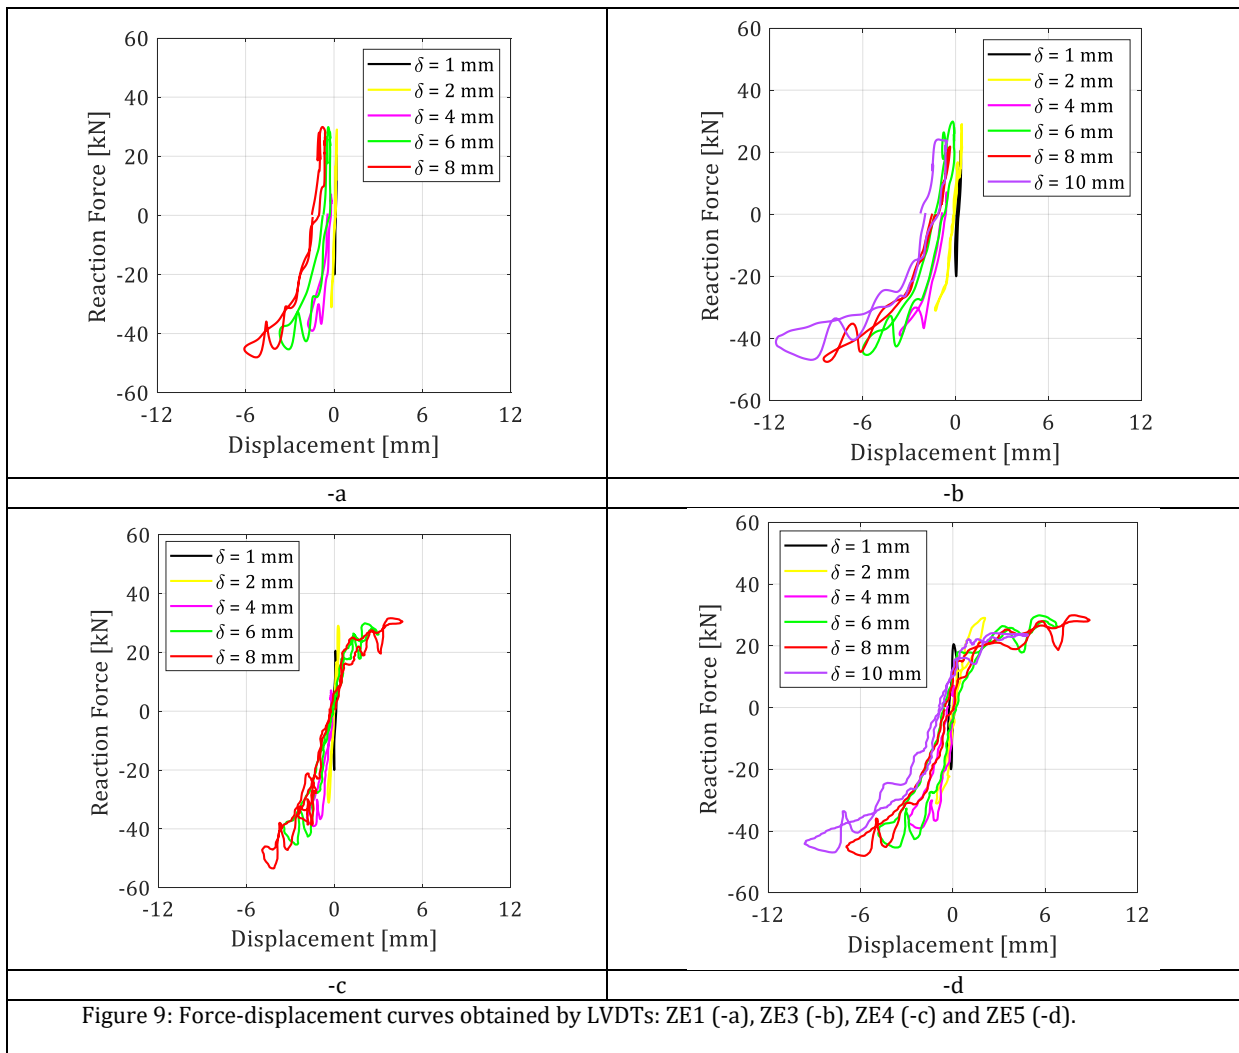 60
40
20
0
-20
-40
-60
-12 -6 0 6 12
Reaction Force [kN]
Displacement [mm]
δ = 1 mm
δ = 2 mm
δ = 4 mm
δ = 6 mm
δ = 8 mm
-a
60
40
20
0
-20
-40
-60
-12 -6 0 6 12
Reaction Force [kN]
Displacement [mm]
δ = 1 mm
δ = 2 mm
δ = 4 mm
δ = 6 mm
δ = 8 mm
δ = 10 mm
-b
60
40
20
0
-20
-40
-60
-12 -6 0 6 12
Reaction Force [kN]
Displacement [mm]
δ = 1 mm
δ = 2 mm
δ = 4 mm
δ = 6 mm
δ = 8 mm
-c
60
40
20
0
-20
-40
-60
-12 -6 0 6 12
Reaction Force [kN]
Displacement [mm]
δ = 1 mm
δ = 2 mm
δ = 4 mm
δ = 6 mm
δ = 8 mm
δ = 10 mm
-d
Figure 9: Force-displacement curves obtained by LVDTs: ZE1 (-a), ZE3 (-b), ZE4 (-c) and ZE5 (-d).